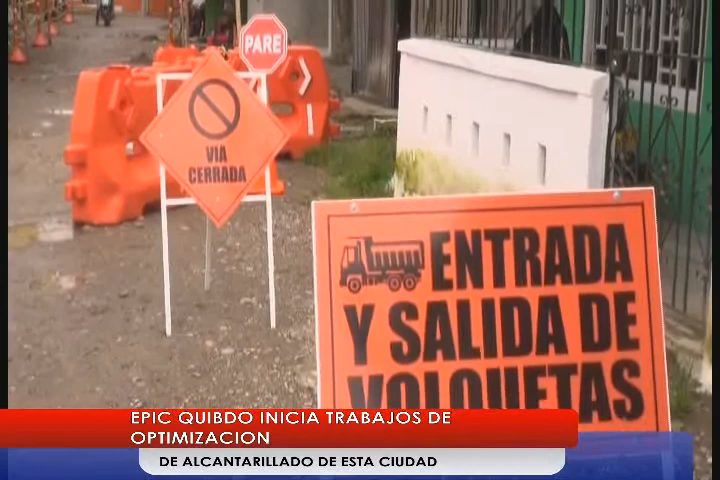 PARE
VIA
CERRADA
ENTRADA
Y SALIDA DE
VOLQUETAS
EPIC QUIBDO INICIA TRABAJOS DE
OPTIMIZACION
DE ALCANTARILLADO DE ESTA CIUDAD